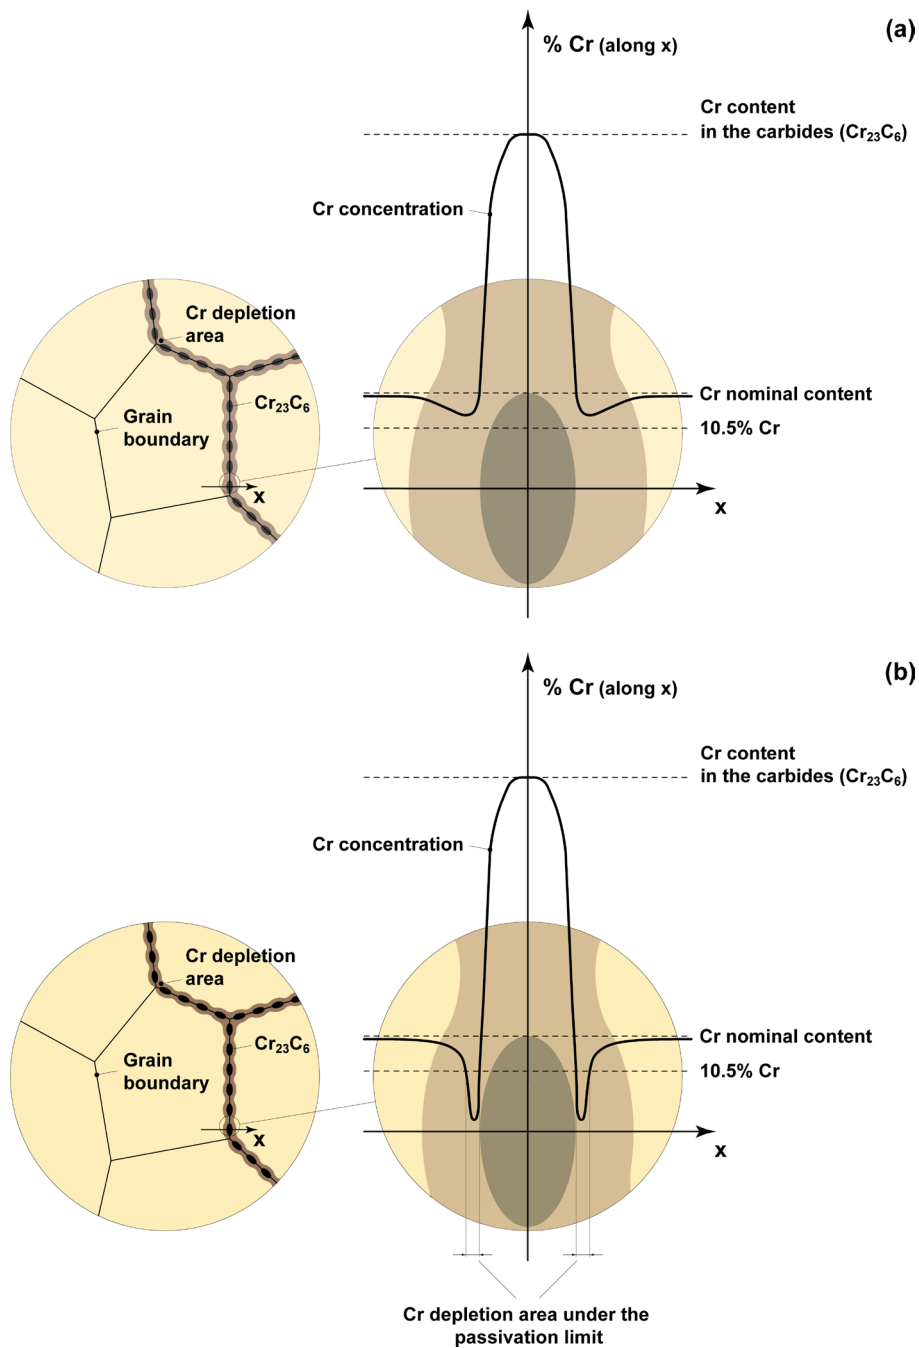 (a)
% Cr (along x)
Cr content
in the carbides (Cr₂₃C₆)
Cr concentration
Cr depletion
area
Cr₂₃C₆
Grain
boundary
x
Cr nominal content
10.5% Cr
x
(b)
% Cr (along x)
Cr content
in the carbides (Cr₂₃C₆)
Cr concentration
Cr depletion
area
Cr₂₃C₆
Grain
boundary
x
Cr nominal content
10.5% Cr
x
Cr depletion area under the
passivation limit